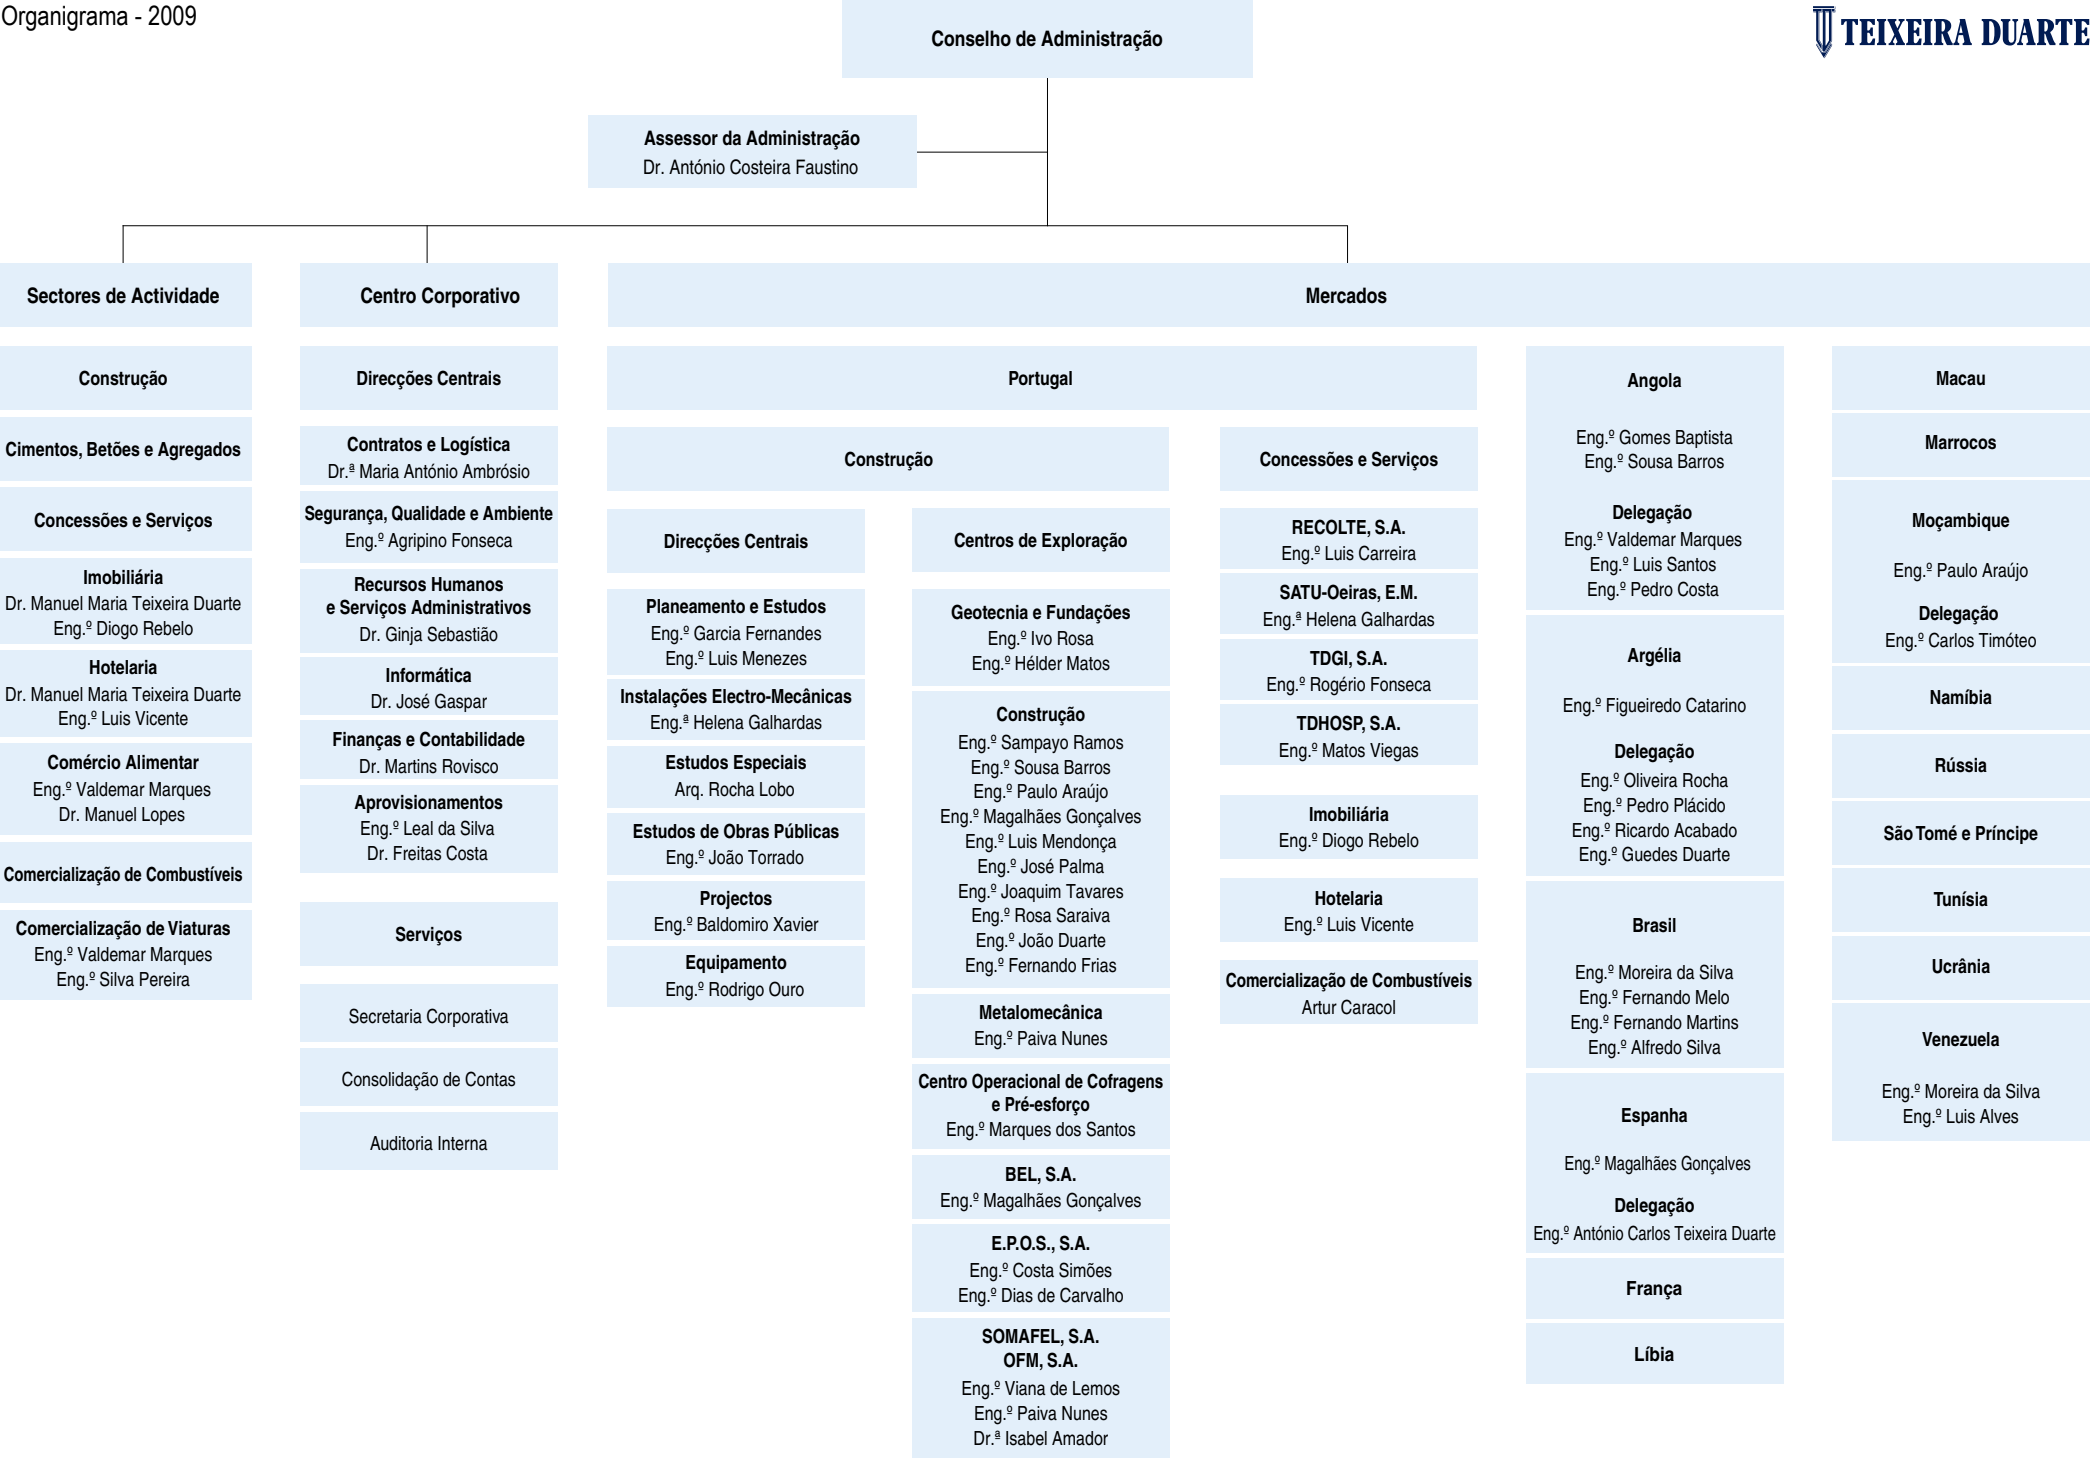 Organigrama - 2009
TEIXEIRA DUARTE
Conselho de Administração
Assessor da Administração
Dr. António Costeira Faustino
Sectores de Actividade
Construção
Cimentos, Betões e Agregados
Concessões e Serviços
Imobiliária
Dr. Manuel Maria Teixeira Duarte
Eng.º Diogo Rebelo
Hotelaria
Dr. Manuel Maria Teixeira Duarte
Eng.º Luis Vicente
Comércio Alimentar
Eng.º Valdemar Marques
Dr. Manuel Lopes
Comercialização de Combustíveis
Comercialização de Viaturas
Eng.º Valdemar Marques
Eng.º Silva Pereira
Centro Corporativo
Direcções Centrais
Contratos e Logística
Dr.ª Maria António Ambrósio
Segurança, Qualidade e Ambiente
Eng.º Agripino Fonseca
Recursos Humanos
e Serviços Administrativos
Dr. Ginja Sebastião
Informática
Dr. José Gaspar
Finanças e Contabilidade
Dr. Martins Rovisco
Aprovisionamentos
Eng.º Leal da Silva
Dr. Freitas Costa
Serviços
Secretaria Corporativa
Consolidação de Contas
Auditoria Interna
Mercados
Portugal
Construção
Direcções Centrais
Planeamento e Estudos
Eng.º Garcia Fernandes
Eng.º Luis Menezes
Instalações Electro-Mecânicas
Eng.ª Helena Galhardas
Estudos Especiais
Arq. Rocha Lobo
Estudos de Obras Públicas
Eng.º João Torrado
Projectos
Eng.º Baldomiro Xavier
Equipamento
Eng.º Rodrigo Ouro
Centros de Exploração
Geotecnia e Fundações
Eng.º Ivo Rosa
Eng.º Hélder Matos
Construção
Eng.º Sampayo Ramos
Eng.º Sousa Barros
Eng.º Paulo Araújo
Eng.º Magalhães Gonçalves
Eng.º Luis Mendonça
Eng.º José Palma
Eng.º Joaquim Tavares
Eng.º Rosa Saraiva
Eng.º João Duarte
Eng.º Fernando Frias
Metalomecânica
Eng.º Paiva Nunes
Centro Operacional de Cofragens
e Pré-esforço
Eng.º Marques dos Santos
BEL, S.A.
Eng.º Magalhães Gonçalves
E.P.O.S., S.A.
Eng.º Costa Simões
Eng.º Dias de Carvalho
SOMAFEL, S.A.
OFM, S.A.
Eng.º Viana de Lemos
Eng.º Paiva Nunes
Dr.ª Isabel Amador
Concessões e Serviços
RECOLTE, S.A.
Eng.º Luis Carreira
SATU-Oeiras, E.M.
Eng.ª Helena Galhardas
TDGI, S.A.
Eng.º Rogério Fonseca
TDHOSP, S.A.
Eng.º Matos Viegas
Imobiliária
Eng.º Diogo Rebelo
Hotelaria
Eng.º Luis Vicente
Comercialização de Combustíveis
Artur Caracol
Angola
Eng.º Gomes Baptista
Eng.º Sousa Barros
Delegação
Eng.º Valdemar Marques
Eng.º Luis Santos
Eng.º Pedro Costa
Argélia
Eng.º Figueiredo Catarino
Delegação
Eng.º Oliveira Rocha
Eng.º Pedro Plácido
Eng.º Ricardo Acabado
Eng.º Guedes Duarte
Brasil
Eng.º Moreira da Silva
Eng.º Fernando Melo
Eng.º Fernando Martins
Eng.º Alfredo Silva
Espanha
Eng.º Magalhães Gonçalves
Delegação
Eng.º António Carlos Teixeira Duarte
França
Líbia
Macau
Marrocos
Moçambique
Eng.º Paulo Araújo
Delegação
Eng.º Carlos Timóteo
Namíbia
Rússia
São Tomé e Príncipe
Tunísia
Ucrânia
Venezuela
Eng.º Moreira da Silva
Eng.º Luis Alves